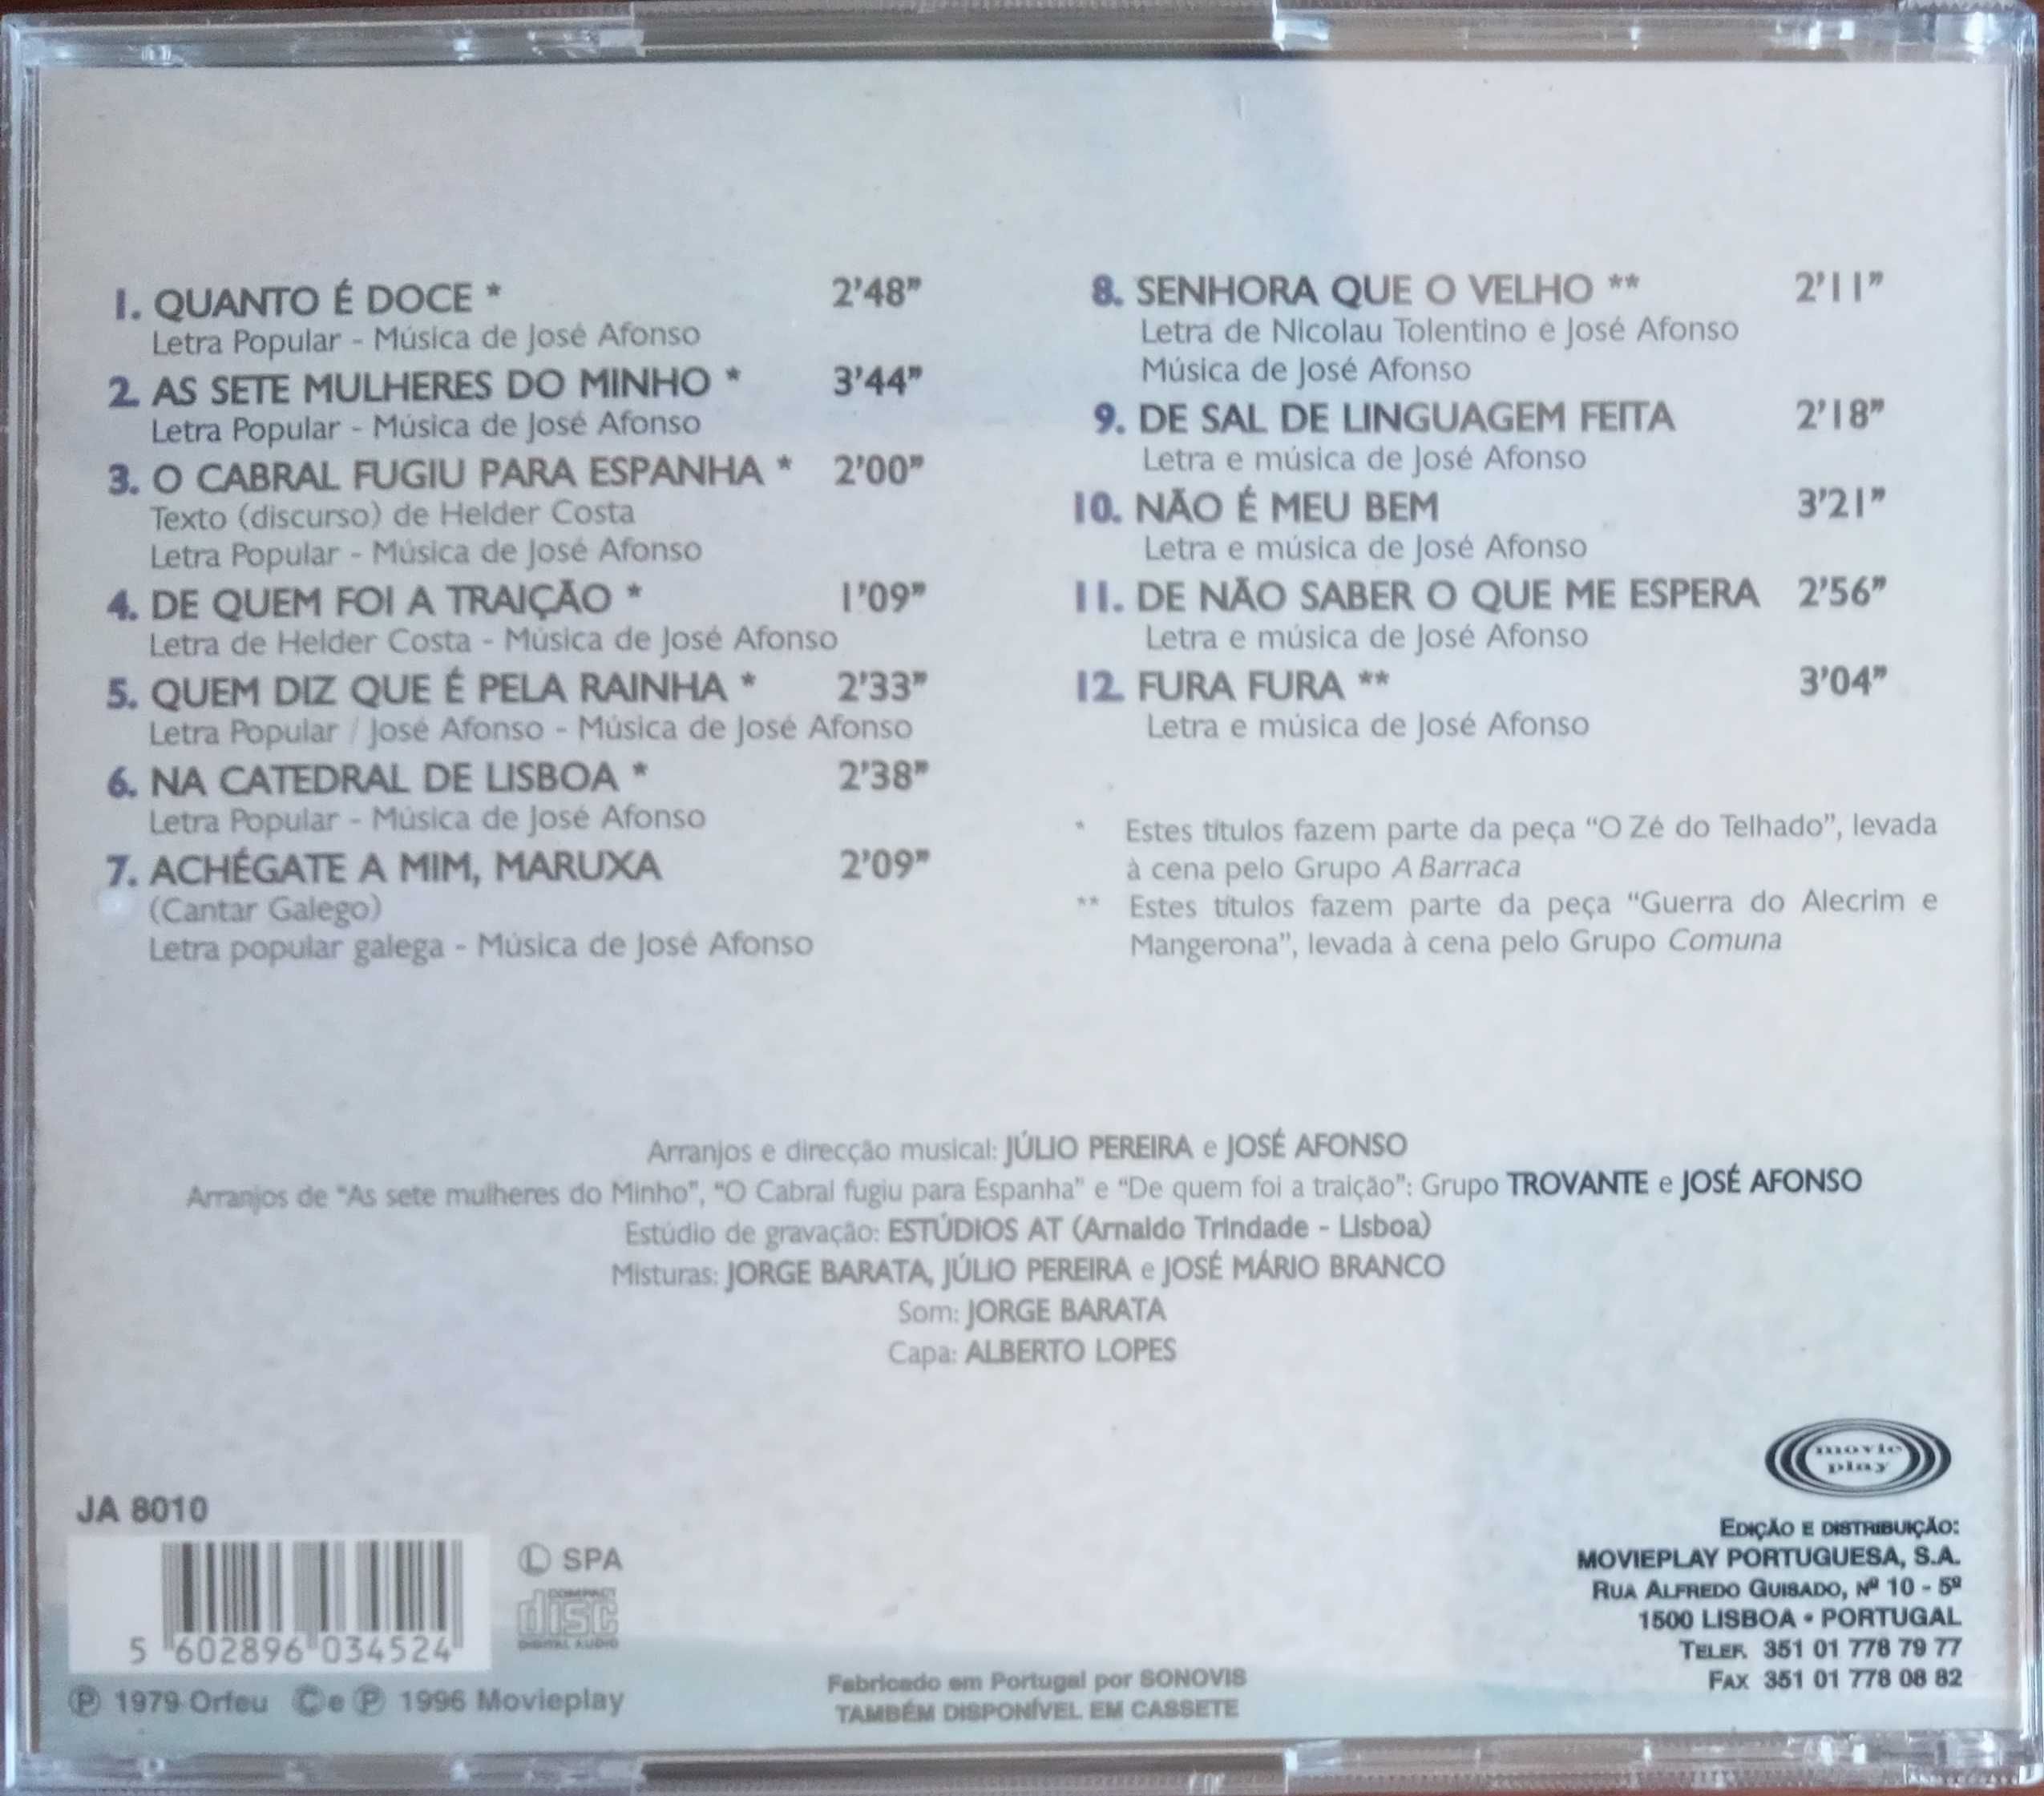 1. QUANTO É DOCE * 2'48"
Letra Popular - Música de José Afonso
2. AS SETE MULHERES DO MINHO * 3'44"
Letra Popular - Música de José Afonso
3. O CABRAL FUGIU PARA ESPANHA * 2'00"
Texto (discurso) de Helder Costa
Letra Popular - Música de José Afonso
4. DE QUEM FOI A TRAIÇÃO * 1'09"
Letra de Helder Costa - Música de José Afonso
5. QUEM DIZ QUE É PELA RAINHA * 2'33"
Letra Popular / José Afonso - Música de José Afonso
6. NA CATEDRAL DE LISBOA * 2'38"
Letra Popular - Música de José Afonso
7. ACHÉGATE A MIM, MARUXA 2'09"
(Cantar Galego)
Letra popular galega - Música de José Afonso
8. SENHORA QUE O VELHO ** 2'11"
Letra de Nicolau Tolentino e José Afonso
Música de José Afonso
9. DE SAL DE LINGUAGEM FEITA 2'18"
Letra e música de José Afonso
10. NÃO É MEU BEM 3'21"
Letra e música de José Afonso
11. DE NÃO SABER O QUE ME ESPERA 2'56"
Letra e música de José Afonso
12. FURA FURA ** 3'04"
Letra e música de José Afonso
* Estes títulos fazem parte da peça “O Zé do Telhado”, levada
à cena pelo Grupo A Barraca
** Estes títulos fazem parte da peça “Guerra do Alecrim e
Mangerona”, levada à cena pelo Grupo Comuna
Arranjos e direcção musical: JÚLIO PEREIRA e JOSÉ AFONSO
Arranjos de “As sete mulheres do Minho”, “O Cabral fugiu para Espanha” e “De quem foi a traição”: Grupo TROVANTE e JOSÉ AFONSO
Estúdio de gravação: ESTÚDIOS AT (Arnaldo Trindade - Lisboa)
Misturas: JORGE BARATA, JÚLIO PEREIRA e JOSÉ MÁRIO BRANCO
Som: JORGE BARATA
Capa: ALBERTO LOPES
JA 8010
5 602896 034524
Ⓛ SPA
COMPACT
disc
DIGITAL AUDIO
Ⓟ 1979 Orfeu Ⓒ e Ⓟ 1996 Movieplay
Fabricado em Portugal por SONOVIS
TAMBÉM DISPONÍVEL EM CASSETE
movie
play
EDIÇÃO E DISTRIBUIÇÃO:
MOVIEPLAY PORTUGUESA, S.A.
RUA ALFREDO GUISADO, Nº 10 - 5º
1500 LISBOA • PORTUGAL
TELEF. 351 01 778 79 77
FAX 351 01 778 08 82